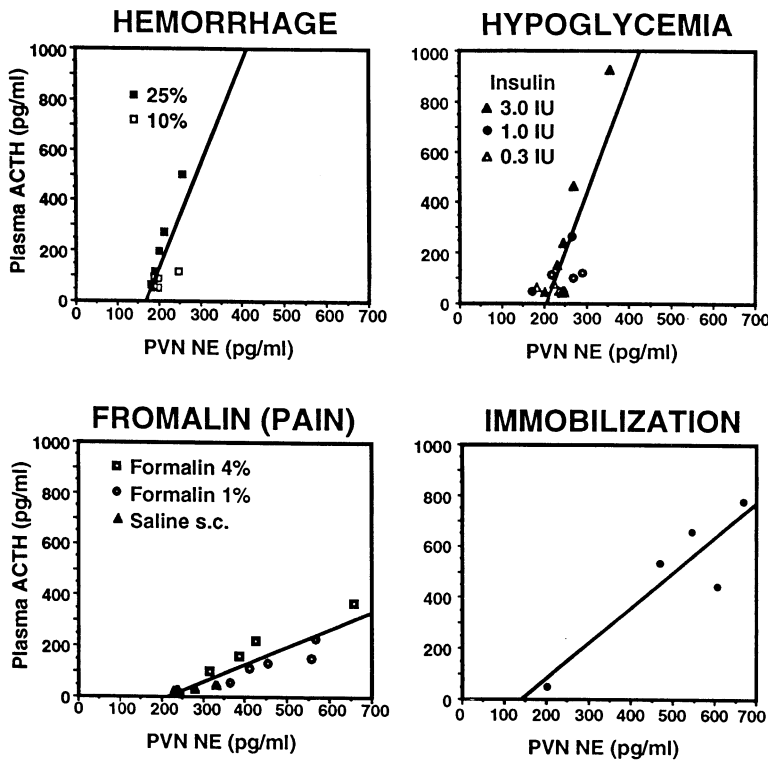 HEMORRHAGE
Plasma ACTH (pg/ml)
1000
800
600
400
200
0
25%
10%
0 100 200 300 400 500 600 700
PVN NE (pg/ml)
HYPOGLYCEMIA
1000
800
600
400
200
0
Insulin
3.0 IU
1.0 IU
0.3 IU
0 100 200 300 400 500 600 700
PVN NE (pg/ml)
FROMALIN (PAIN)
Plasma ACTH (pg/ml)
1000
800
600
400
200
0
Formalin 4%
Formalin 1%
Saline s.c.
0 100 200 300 400 500 600 700
PVN NE (pg/ml)
IMMOBILIZATION
1000
800
600
400
200
0
0 100 200 300 400 500 600 700
PVN NE (pg/ml)